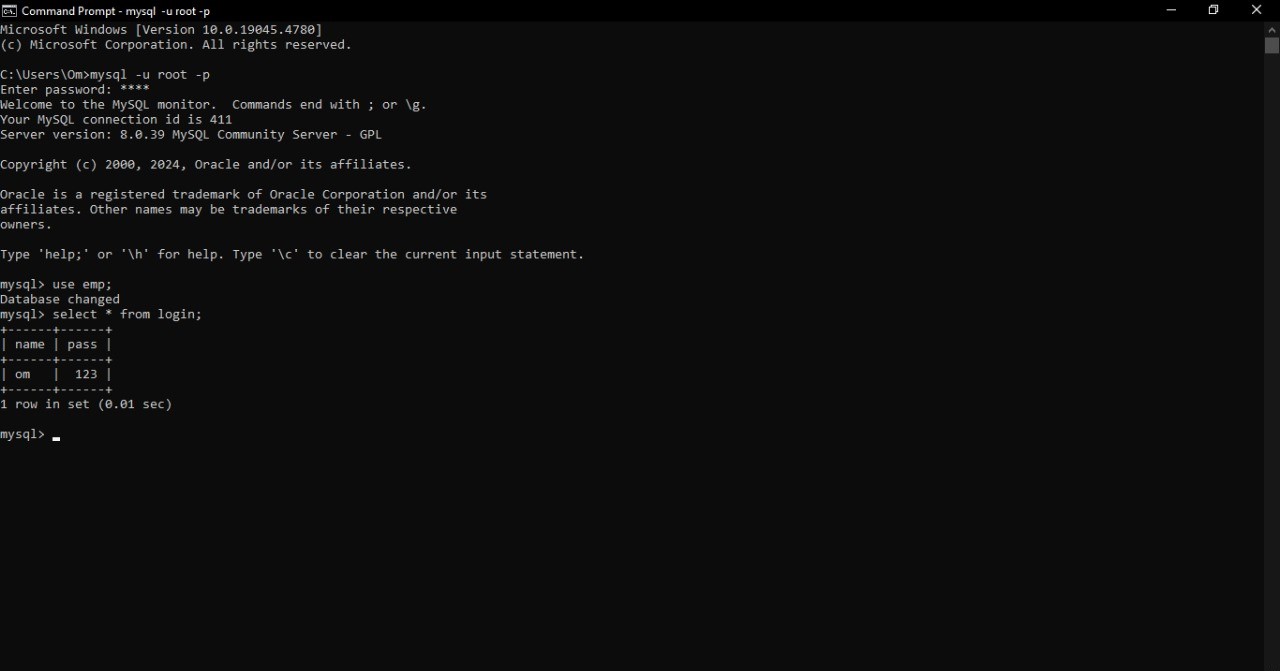 Command Prompt - mysql  -u root -p
Microsoft Windows [Version 10.0.19045.4780]
(c) Microsoft Corporation. All rights reserved.
C:\Users\Om>mysql -u root -p
Enter password: ****
Welcome to the MySQL monitor.  Commands end with ; or \g.
Your MySQL connection id is 411
Server version: 8.0.39 MySQL Community Server - GPL
Copyright (c) 2000, 2024, Oracle and/or its affiliates.
Oracle is a registered trademark of Oracle Corporation and/or its
affiliates. Other names may be trademarks of their respective
owners.
Type 'help;' or '\h' for help. Type '\c' to clear the current input statement.
mysql> use emp;
Database changed
mysql> select * from login;
+------+------+
| name | pass |
+------+------+
| om   |  123 |
+------+------+
1 row in set (0.01 sec)
mysql>